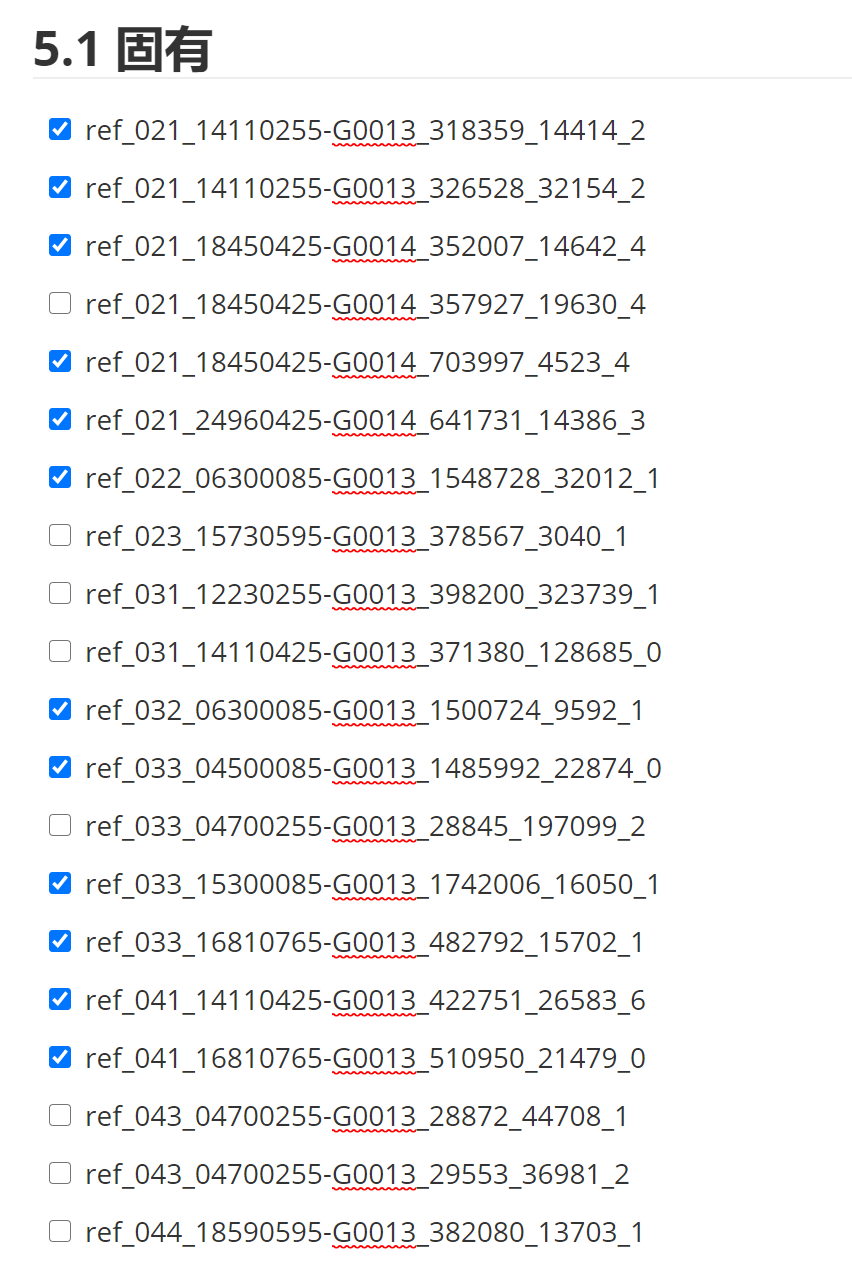 5.1 固有
ref_021_14110255-G0013_318359_14414_2
ref_021_14110255-G0013_326528_32154_2
ref_021_18450425-G0014_352007_14642_4
ref_021_18450425-G0014_357927_19630_4
ref_021_18450425-G0014_703997_4523_4
ref_021_24960425-G0014_641731_14386_3
ref_022_06300085-G0013_1548728_32012_1
ref_023_15730595-G0013_378567_3040_1
ref_031_12230255-G0013_398200_323739_1
ref_031_14110425-G0013_371380_128685_0
ref_032_06300085-G0013_1500724_9592_1
ref_033_04500085-G0013_1485992_22874_0
ref_033_04700255-G0013_28845_197099_2
ref_033_15300085-G0013_1742006_16050_1
ref_033_16810765-G0013_482792_15702_1
ref_041_14110425-G0013_422751_26583_6
ref_041_16810765-G0013_510950_21479_0
ref_043_04700255-G0013_28872_44708_1
ref_043_04700255-G0013_29553_36981_2
ref_044_18590595-G0013_382080_13703_1